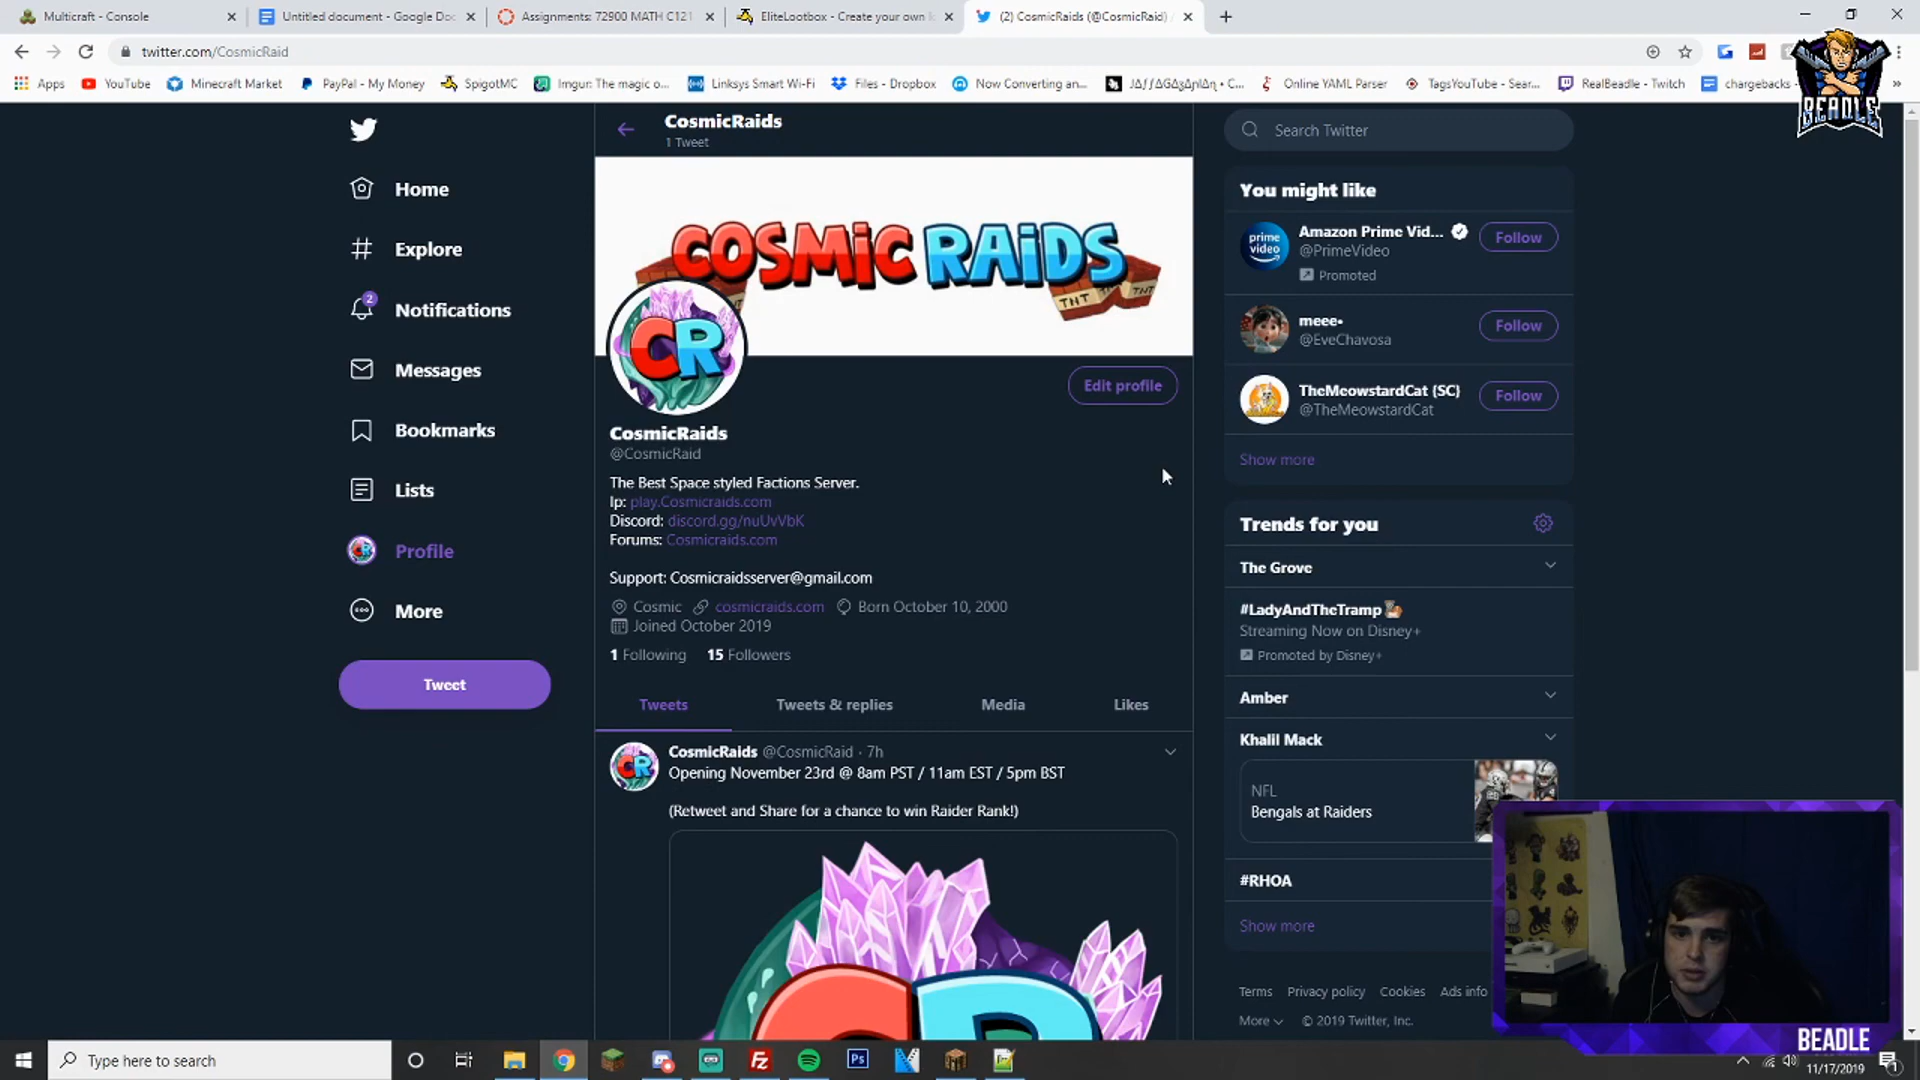 Multicraft - Console
Untitled document - Google Doc
Assignments: 72900 MATH C121
EliteLootbox - Create your own l
(2) CosmicRaids (@CosmicRaid) /
twitter.com/CosmicRaid
Apps
YouTube
Minecraft Market
PayPal - My Money
SpigotMC
Imgur: The magic o...
Linksys Smart Wi-Fi
Files - Dropbox
Now Converting an...
Online YAML Parser
TagsYouTube - Sear...
RealBeadle - Twitch
chargebacks
BEADLE
CosmicRaids
1 Tweet
Home
Explore
2
Notifications
Messages
Bookmarks
Lists
Profile
More
Tweet
COSMIC RAIDS
TNT
TNT
CR
Edit profile
CosmicRaids
@CosmicRaid
The Best Space styled Factions Server.
Ip: play.Cosmicraids.com
Discord: discord.gg/nuUvVbK
Forums: Cosmicraids.com
Support: Cosmicraidsserver@gmail.com
Cosmic cosmicraids.com Born October 10, 2000
Joined October 2019
1 Following 15 Followers
Tweets
Tweets & replies
Media
Likes
CosmicRaids @CosmicRaid · 7h
Opening November 23rd @ 8am PST / 11am EST / 5pm BST
(Retweet and Share for a chance to win Raider Rank!)
CR
Search Twitter
You might like
prime video
Amazon Prime Vid...
@PrimeVideo
Promoted
Follow
meee•
@EveChavosa
Follow
TheMeowstardCat (SC)
@TheMeowstardCat
Follow
Show more
Trends for you
The Grove
#LadyAndTheTramp
Streaming Now on Disney+
Promoted by Disney+
Amber
Khalil Mack
NFL
Bengals at Raiders
#RHOA
Show more
Terms Privacy policy Cookies Ads info
More © 2019 Twitter, Inc.
BEADLE
Type here to search
Ps
11/17/2019
1